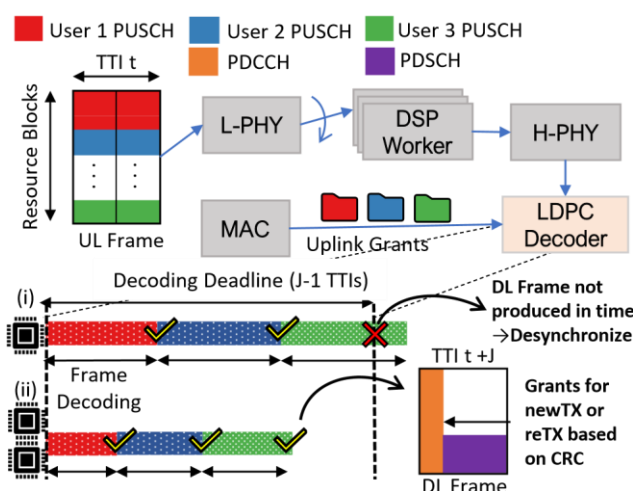 User 1 PUSCH
User 2 PUSCH
User 3 PUSCH
PDCCH
PDSCH
TTI t
Resource Blocks
UL Frame
L-PHY
DSP
Worker
H-PHY
MAC
Uplink Grants
LDPC
Decoder
Decoding Deadline (J-1 TTIs)
(i)
DL Frame not
produced in time
→Desynchronize
Frame
Decoding
(ii)
TTI t +J
Grants for
newTX or
reTX based
on CRC
DL Frame